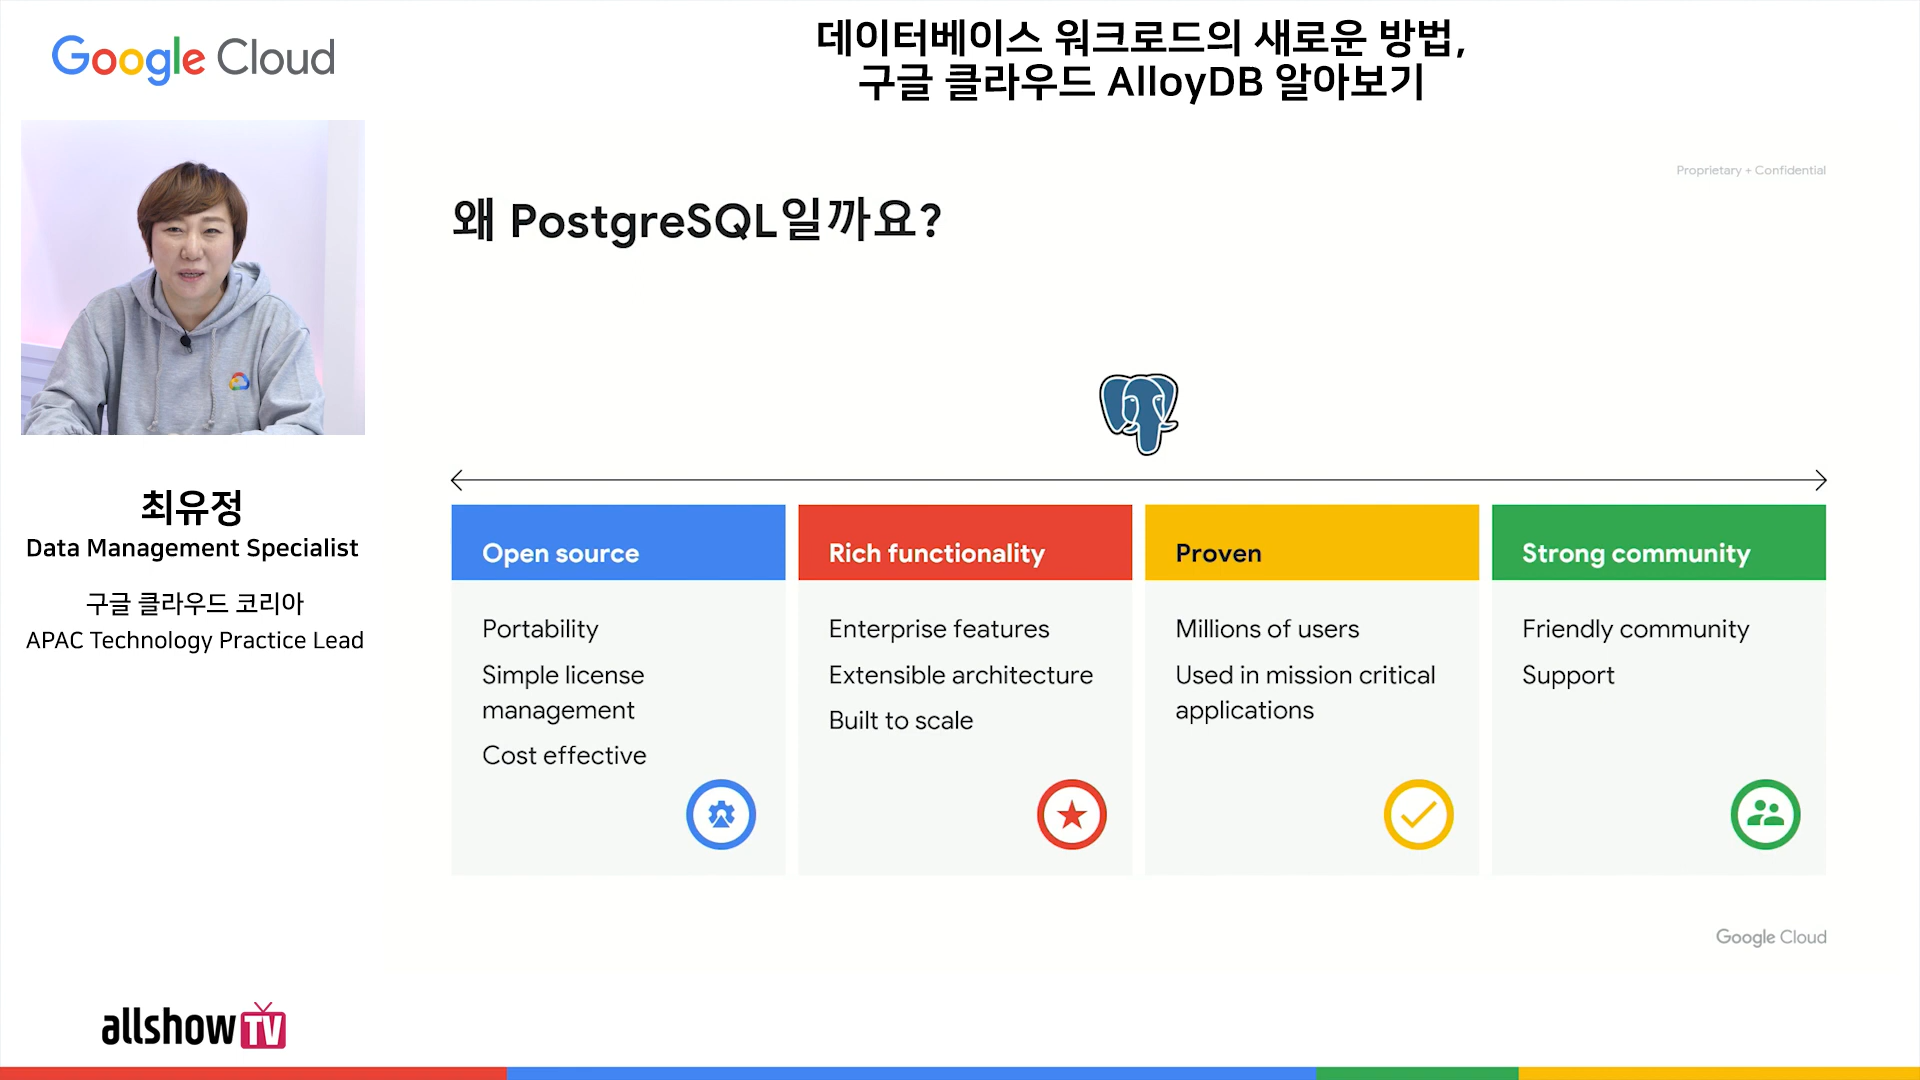 Google Cloud
데이터베이스 워크로드의 새로운 방법,
구글 클라우드 AlloyDB 알아보기
최유정
Data Management Specialist
구글 클라우드 코리아
APAC Technology Practice Lead
Proprietary + Confidential
왜 PostgreSQL일까요?
Open source
Portability
Simple license
management
Cost effective
Rich functionality
Enterprise features
Extensible architecture
Built to scale
Proven
Millions of users
Used in mission critical
applications
Strong community
Friendly community
Support
Google Cloud
allshowTV